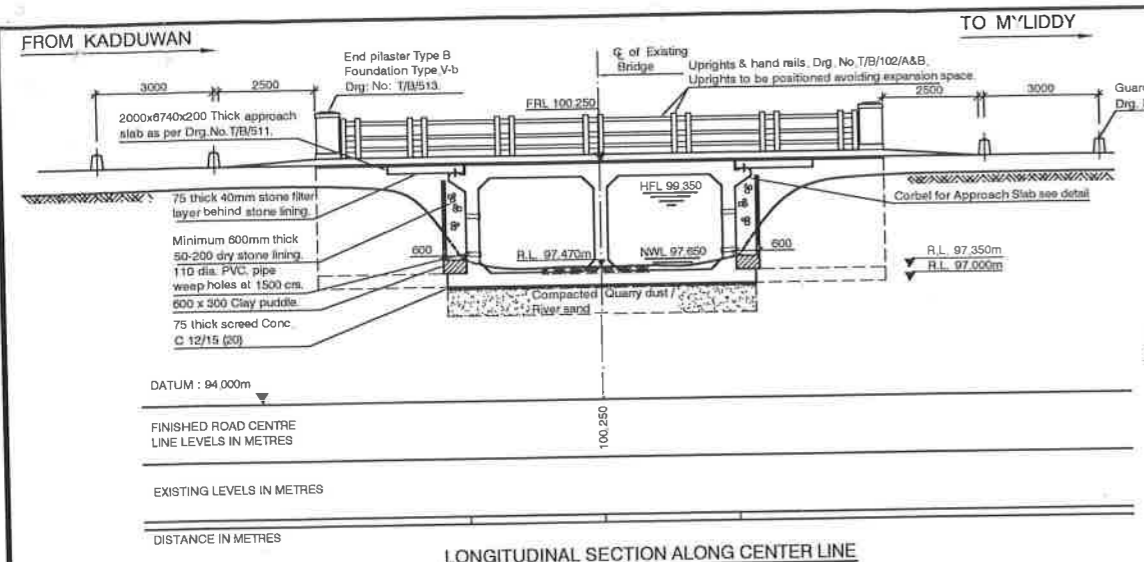 FROM KADDUWAN
TO MYLIDDY
End pilaster Type B
Foundation Type V-b
Drg: No: T/B/513.
℄ of Existing
Bridge
Uprights & hand rails, Drg. No.T/B/102/A&B,
Uprights to be positioned avoiding expansion space.
3000
2500
FRL 100.250
2500
3000
Drg.
2000x6740x200 Thick approach
slab as per Drg.No.T/B/511.
75 thick 40mm stone filter
layer behind stone lining.
HFL 99.350
Corbel for Approach Slab see detail
Minimum 600mm thick
50-200 dry stone lining.
110 dia. PVC. pipe
weep holes at 1500 crs.
600 x 300 Clay puddle.
75 thick screed Conc.
C 12/15 (20)
600
R.L. 97.470m
NWL 97.650
600
R.L. 97.350m
R.L. 97.000m
Compacted Quarry dust /
River sand
DATUM : 94.000m
FINISHED ROAD CENTRE
LINE LEVELS IN METRES
100.250
EXISTING LEVELS IN METRES
DISTANCE IN METRES
LONGITUDINAL SECTION ALONG CENTER LINE